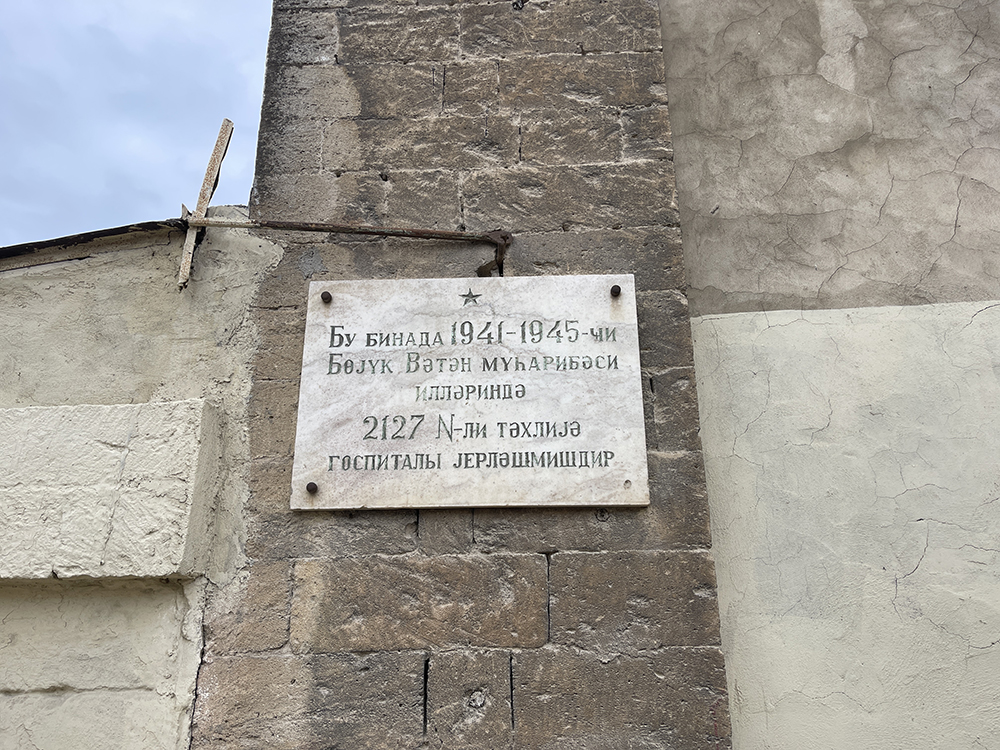 Бу бинада 1941-1945-чи
Бөјүк Вәтән мүһарибәси
илләриндә
2127 N-ли тәхлијә
госпиталы јерләшмишдир